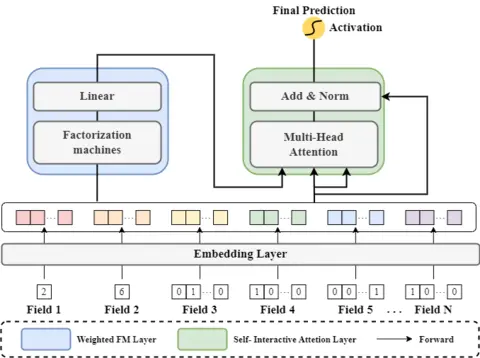 Final Prediction
Activation
Linear
Factorization
machines
Add & Norm
Multi-Head
Attention
Embedding Layer
2
6
0 1 ... 0
1 0 ... 0
0 0 ... 1
1 0 ... 0
Field 1
Field 2
Field 3
Field 4
Field 5
. . .
Field N
Weighted FM Layer
Self- Interactive Attetion Layer
Forward